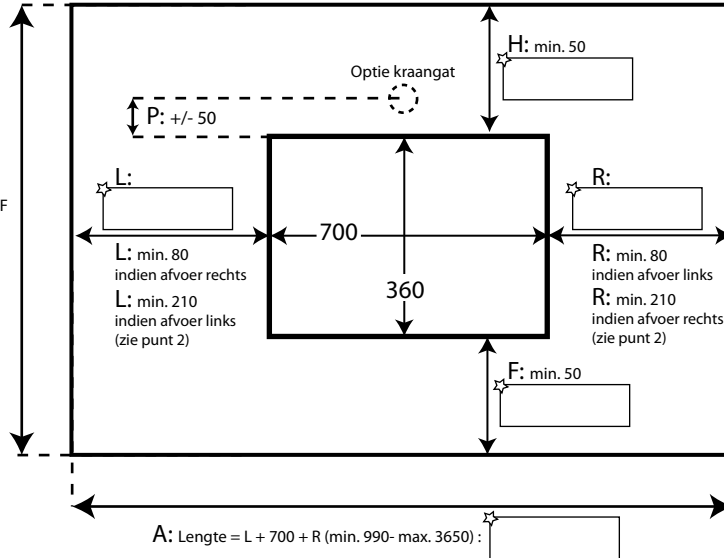 H: min. 50
Optie kraangat
P: +/- 50
L:
R:
F
700
L: min. 80
indien afvoer rechts
L: min. 210
indien afvoer links
(zie punt 2)
R: min. 80
indien afvoer links
R: min. 210
indien afvoer rechts
(zie punt 2)
360
F: min. 50
A: Lengte = L + 700 + R (min. 990- max. 3650) :